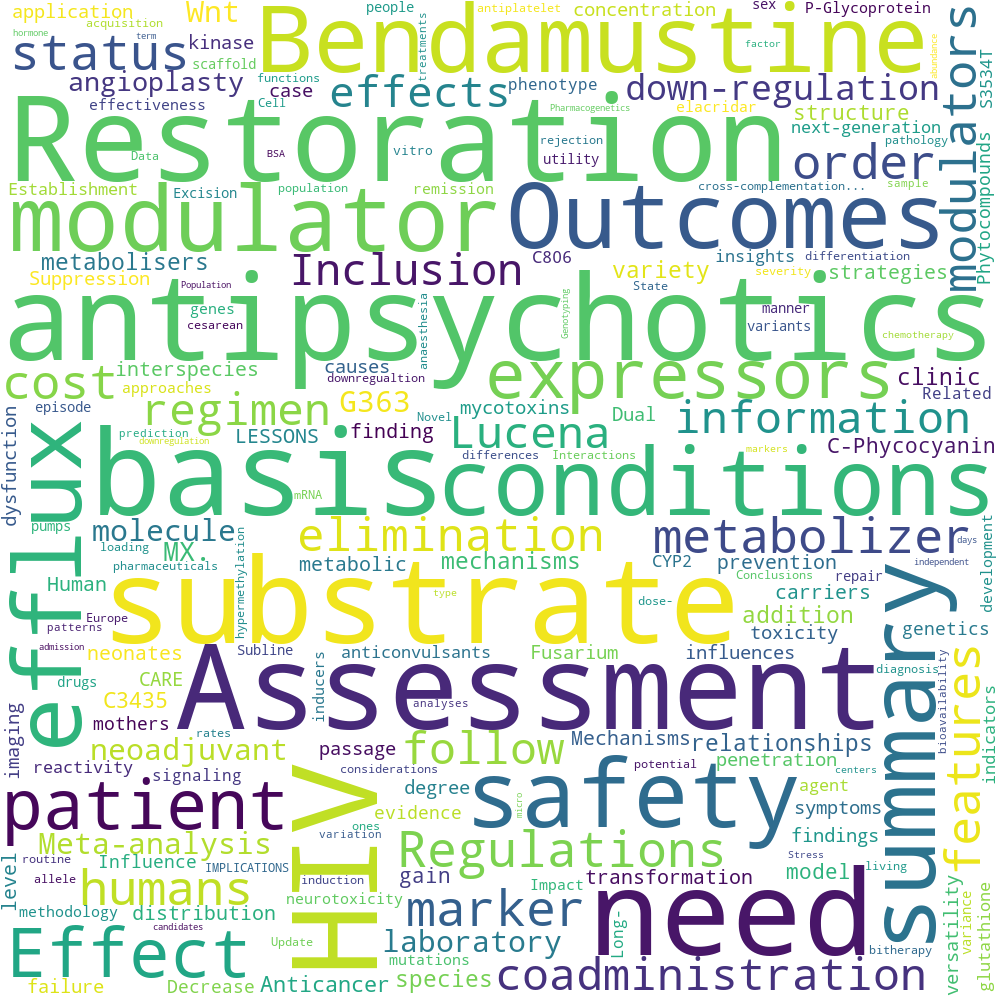 application
Wnt
people
antiplatelet
concentration
sex
P-Glycoprotein
hormone
acquisition
term
Bendamustine
status
kinase
scaffold
treatments
factor
abundance
modulators
S3534T
angioplasty
case
functions
effects
phenotype
down-regulation
effectiveness
Cell
Pharmacogenetics
elacridar
structure
Restoration
next-generation
rejection
pathology
Data
BSA
vitro
utility
order
Phytocompounds
Establishment
Excision
population
remission
cross-complementation...
sample
modulator
Outcomes
metabolisers
Inclusion
C806
insights
differentiation
Suppression
Population
variety
State
severity
strategies
antipsychotics
genes
cesarean
anaesthesia
Genotyping
manner
variants
chemotherapy
interspecies
causes
downregualtion
expressors
clinic
cost
approaches
Related
episode
regimen
G363
Novel
mycotoxins
Dual
information
dysfunction
efflux
prediction
downregulation
LESSONS
finding
Lucena
differences
Interactions
markers
C-Phycocyanin
basis
conditions
mRNA
pumps
molecule
elimination
metabolizer
days
development
loading
MX.
pharmaceuticals
hypermethylation
metabolic
mechanisms
CYP2
prevention
independent
Human
substrate
type
dose-
Conclusions
repair
carriers
summary
Europe
patterns
addition
toxicity
genetics
admission
neonates
Subline
anticonvulsants
Fusarium
influences
diagnosis
features
drugs
CARE
C3435
Assessment
inducers
analyses
bioavailability
indicators
imaging
mothers
rates
passage
follow
Mechanisms
relationships
reactivity
neoadjuvant
signaling
considerations
potential
penetration
centers
patient
HIV
degree
safety
micro
agent
symptoms
evidence
variation
ones
findings
Meta-analysis
Regulations
Stress
level
routine
Influence
IMPLICATIONS
model
living
allele
humans
induction
gain
Impact
transformation
need
neurotoxicity
marker
Long-
versatility
variance
glutathione
methodology
distribution
candidates
Effect
Update
laboratory
bitherapy
mutations
failure
Decrease
Anticancer
species
coadministration